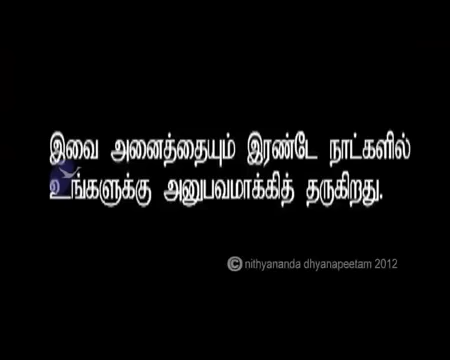 இவை அனைத்தையும் இரண்டே நாட்களில்
உங்களுக்கு அனுபவமாக்கித் தருகிறது.
© nithyananda dhyanapeetam 2012